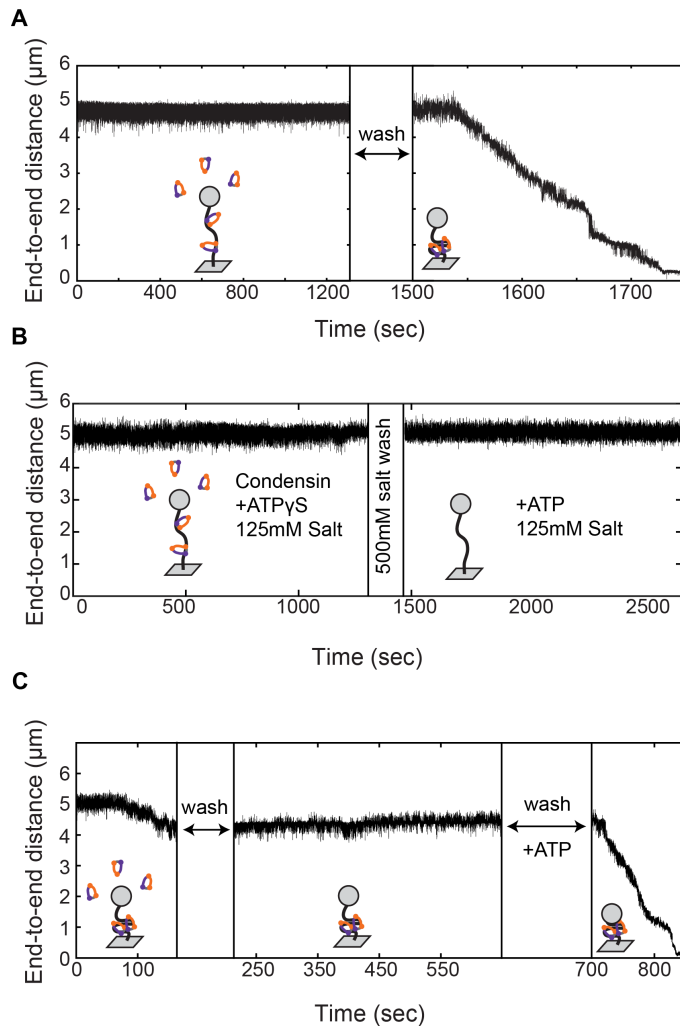 A
End-to-end distance (μm)
6
5
4
3
2
1
0
wash
0 400 800 1200 1500 1600 1700
Time (sec)
B
End-to-end distance (μm)
6
5
4
3
2
1
0
Condensin
+ATPγS
125mM Salt
500mM salt wash
+ATP
125mM Salt
0 500 1000 1500 2000 2500
Time (sec)
C
End-to-end distance (μm)
6
5
4
3
2
1
0
wash
wash
+ATP
0 100 250 350 450 550 700 800
Time (sec)